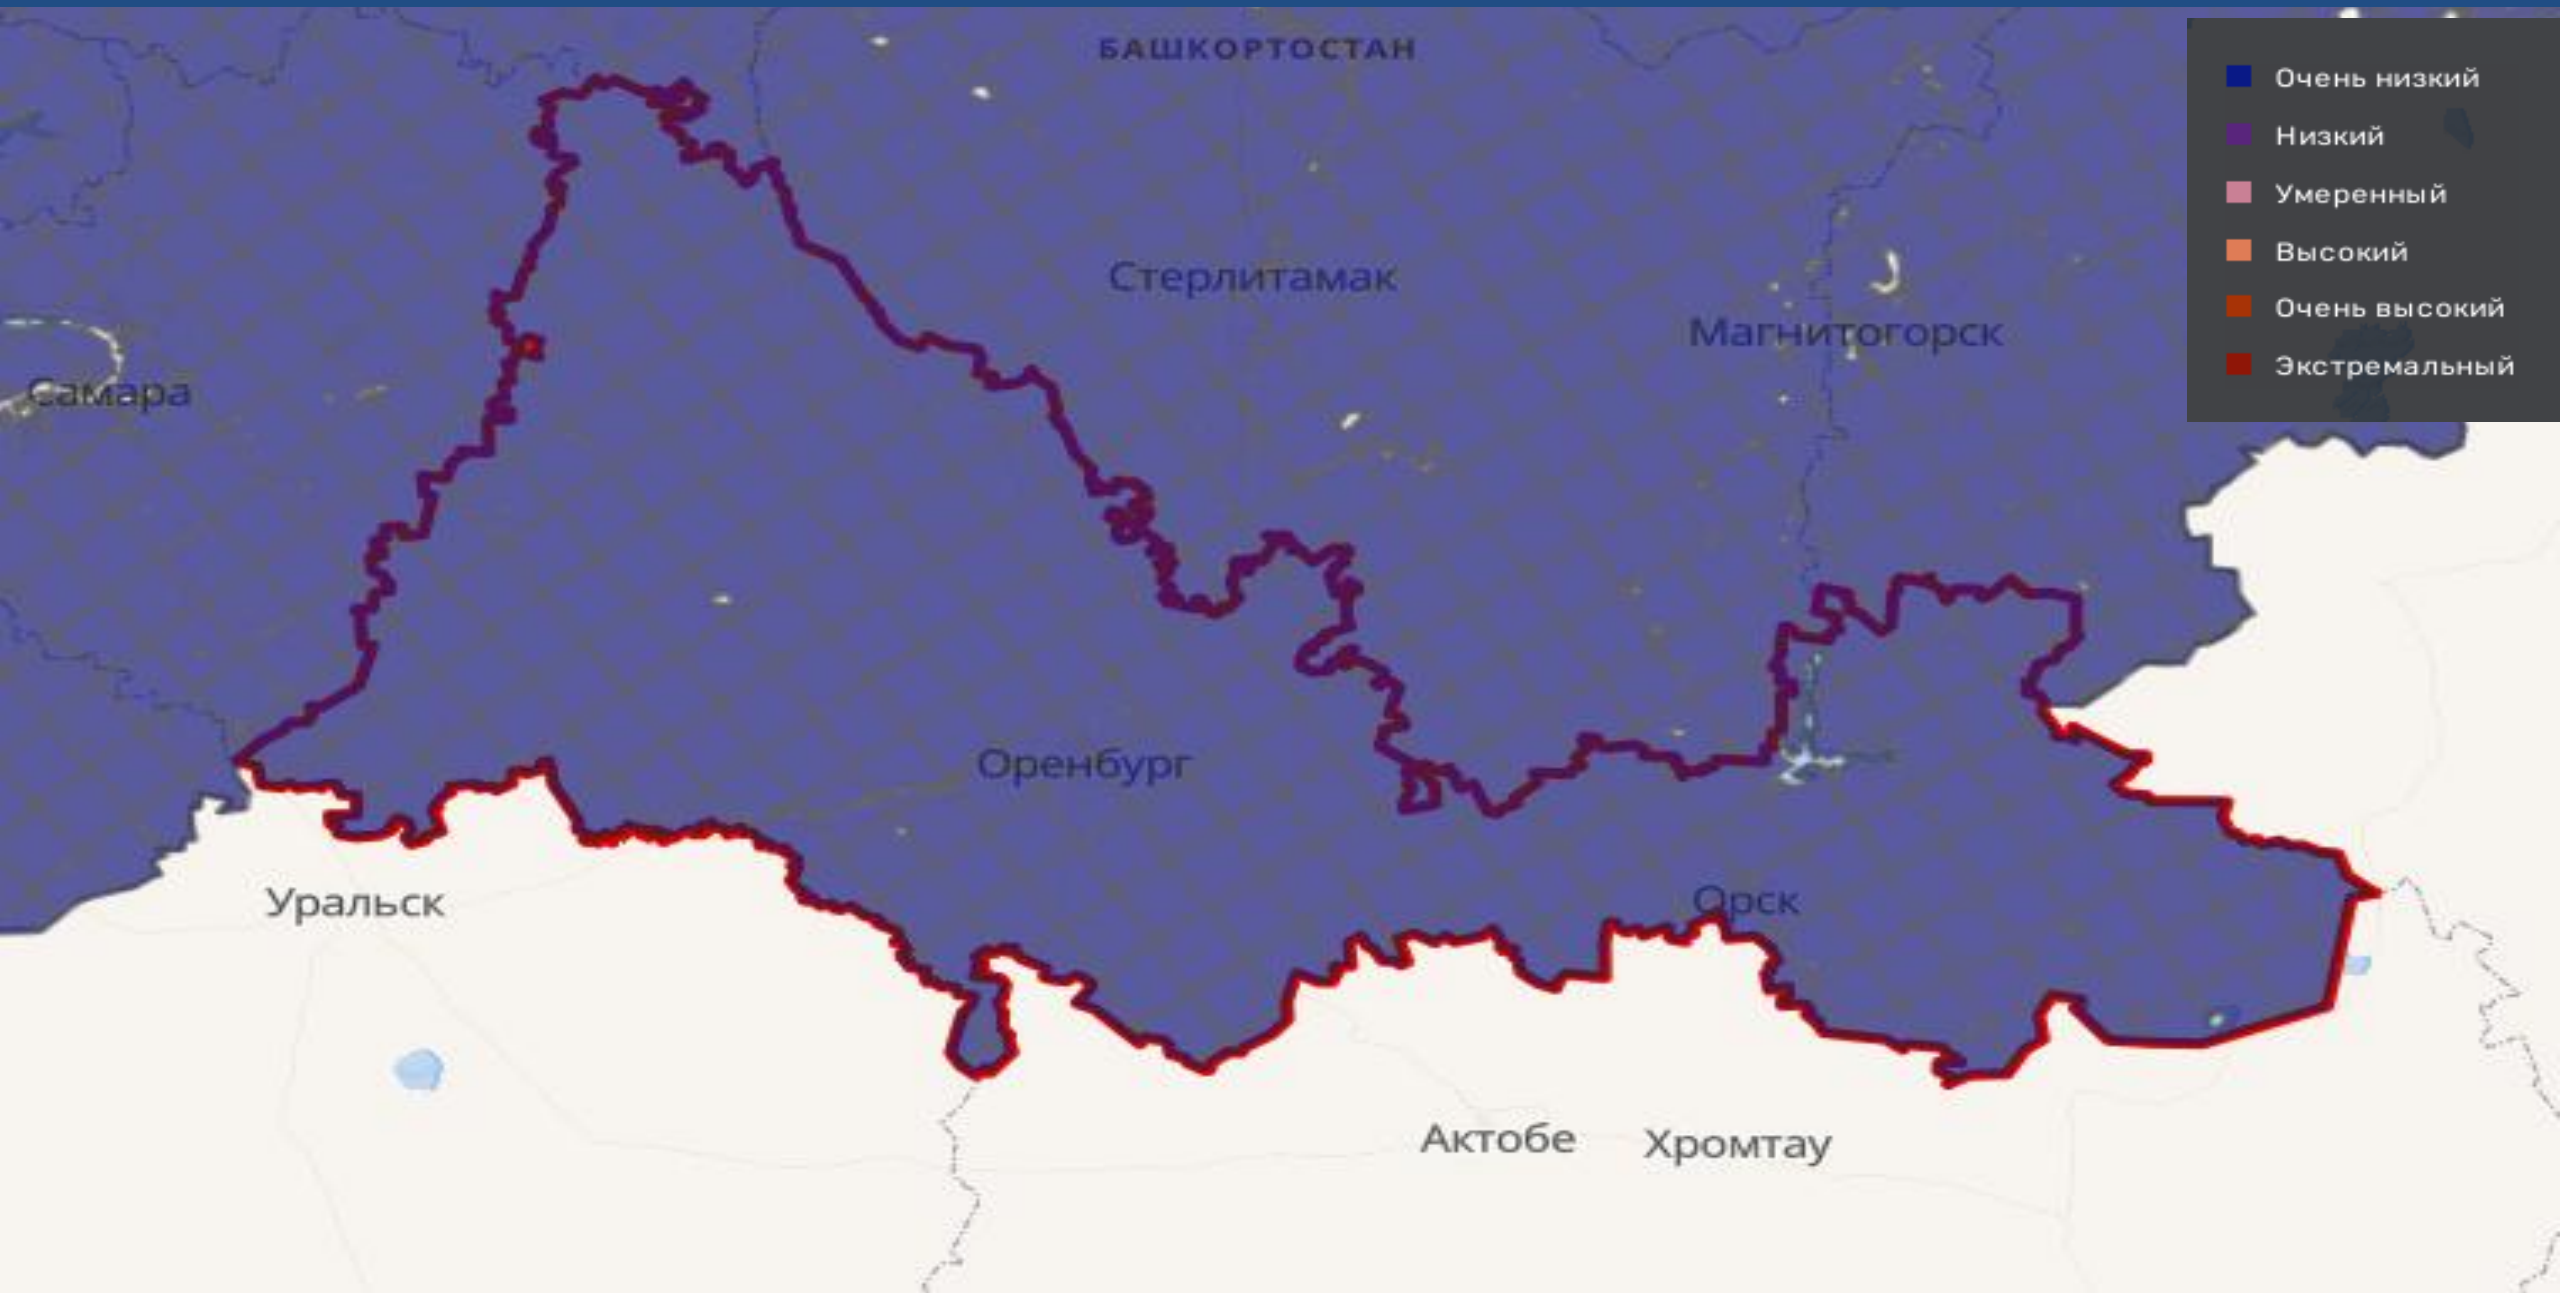 БАШКОРТОСТАН
Очень низкий
Низкий
Умеренный
Высокий
Очень высокий
Экстремальный
Стерлитамак
Магнитогорск
Самара
Оренбург
Орск
Уральск
Актобе
Хромтау